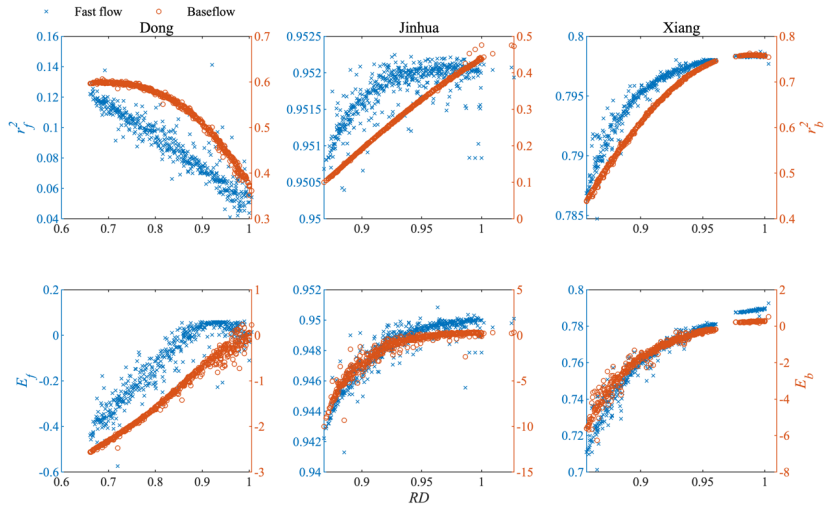 Fast flow Baseflow
Dong Jinhua Xiang
0.16 0.7 0.9525 0.5 0.8 0.8
0.14 0.952 0.4 0.7
0.12 0.6 0.795
0.1 0.9515 0.3 0.6
0.08 0.5 0.951 0.2 0.79 0.5
0.06 0.4 0.9505 0.1 0.785 0.4
0.04 0.3 0.95 0 0.2
r²f r²b
0.6 0.7 0.8 0.9 1 0.9 0.95 1 0.9 0.95 1
0.2 1 0.952 5 0.8 2
0 0 0.95 0 0.78 0
0.948 0.76 -2
-0.2 -1 0.946 -5 0.74 -4
-0.4 -2 0.944 -10 0.72 -6
0.942
-0.6 -3 0.94 -15 0.7 -8
Ef Eb
0.6 0.7 0.8 0.9 1 0.9 0.95 1 0.9 0.95 1
RD